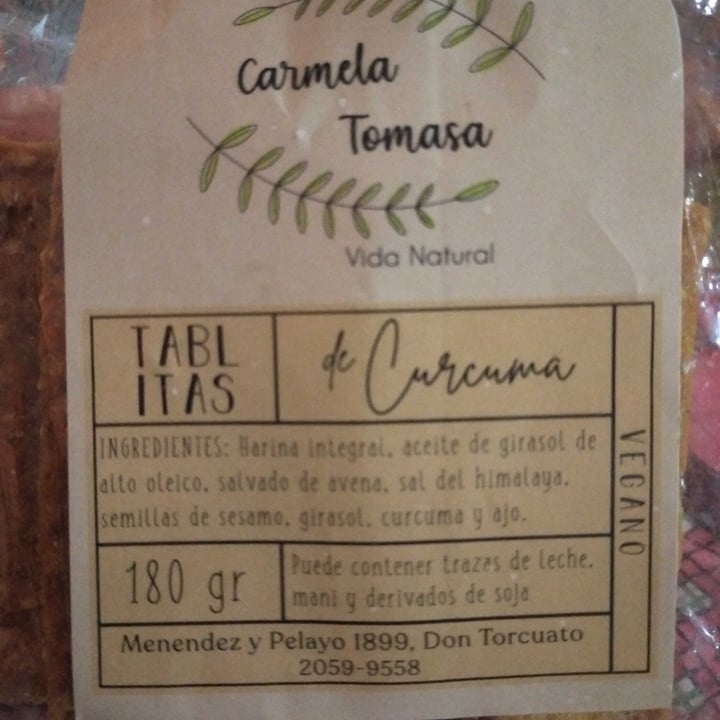 Carmela
Tomasa
Vida Natural
TABL
ITAS
de Curcuma
VEGANO
INGREDIENTES: Harina integral, aceite de girasol de
alto oleico, salvado de avena, sal del himalaya,
semillas de sesamo, girasol, curcuma y ajo.
180 gr
Puede contener trazas de leche,
mani y derivados de soja
Menendez y Pelayo 1899, Don Torcuato
2059-9558